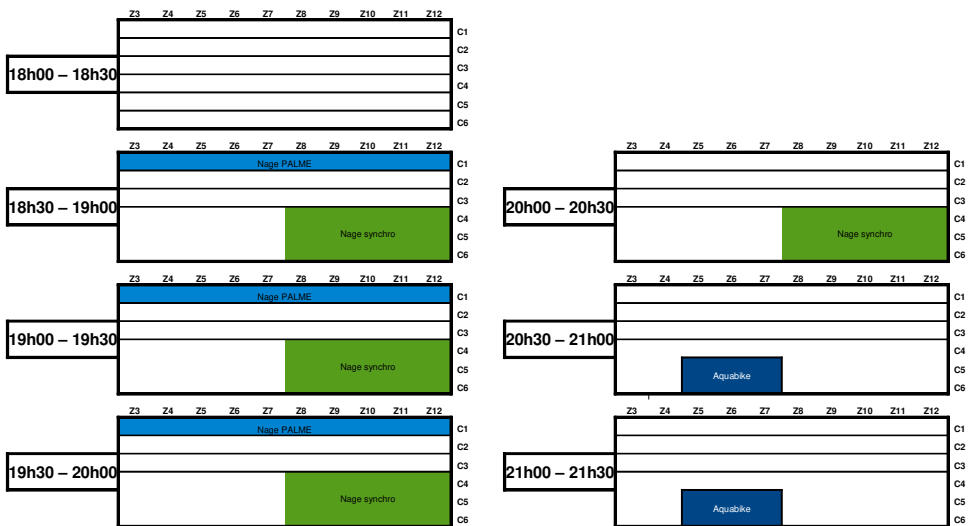 Z3 Z4 Z5 Z6 Z7 Z8 Z9 Z10 Z11 Z12
C1
C2
18h00 – 18h30
C3
C4
C5
C6
Z3 Z4 Z5 Z6 Z7 Z8 Z9 Z10 Z11 Z12
Nage PALME C1
C2
C3
18h30 – 19h00
C4
Nage synchro C5
C6
Z3 Z4 Z5 Z6 Z7 Z8 Z9 Z10 Z11 Z12
Nage PALME C1
C2
C3
19h00 – 19h30
C4
Nage synchro C5
C6
Z3 Z4 Z5 Z6 Z7 Z8 Z9 Z10 Z11 Z12
Nage PALME C1
C2
C3
19h30 – 20h00
C4
Nage synchro C5
C6
Z3 Z4 Z5 Z6 Z7 Z8 Z9 Z10 Z11 Z12
C1
C2
C3
20h00 – 20h30
C4
Nage synchro C5
C6
Z3 Z4 Z5 Z6 Z7 Z8 Z9 Z10 Z11 Z12
C1
C2
C3
20h30 – 21h00
C4
Aquabike C5
C6
Z3 Z4 Z5 Z6 Z7 Z8 Z9 Z10 Z11 Z12
C1
C2
C3
21h00 – 21h30
C4
Aquabike C5
C6